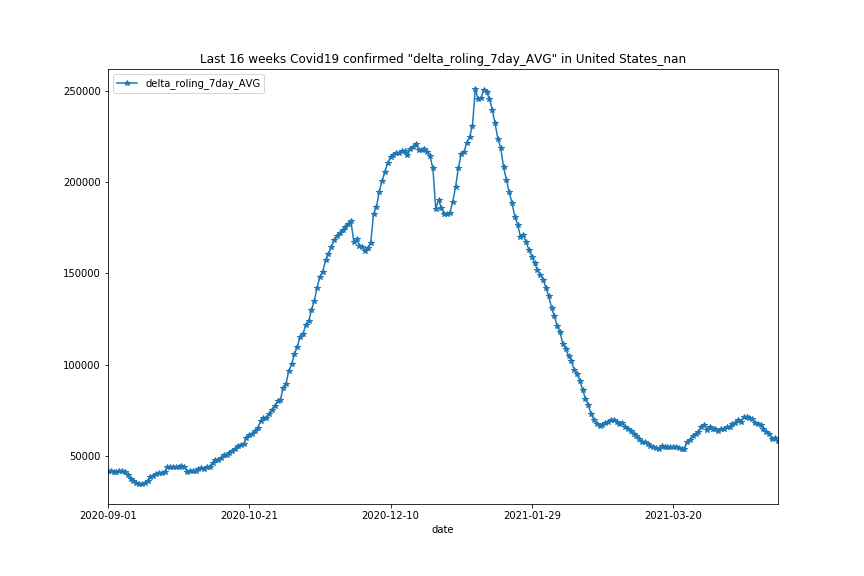 Last 16 weeks Covid19 confirmed "delta_roling_7day_AVG" in United States_nan
delta_roling_7day_AVG
250000
200000
150000
100000
50000
2020-09-01 2020-10-21 2020-12-10 2021-01-29 2021-03-20
date